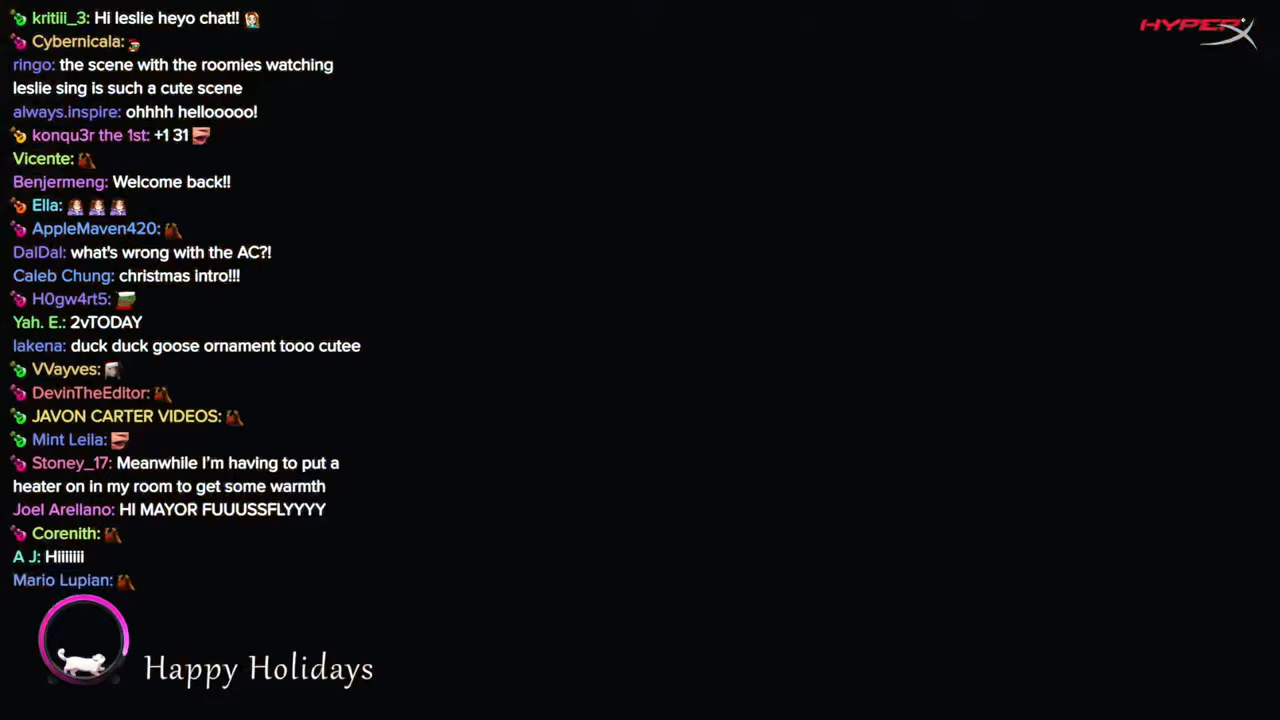 kritiii_3: Hi leslie heyo chat!!
HYPERX
Cybernicala:
ringo: the scene with the roomies watching
leslie sing is such a cute scene
always.inspire: ohhhh hellooooo!
konqu3r the 1st: +1 31
Vicente:
Benjermeng: Welcome back!!
Ella:
AppleMaven420:
DalDal: what's wrong with the AC?!
Caleb Chung: christmas intro!!!
H0gw4rt5:
Yah. E.: 2vTODAY
lakena: duck duck goose ornament tooo cutee
VVayves:
DevinTheEditor:
JAVON CARTER VIDEOS:
Mint Leila:
Stoney_17: Meanwhile I'm having to put a
heater on in my room to get some warmth
Joel Arellano: HI MAYOR FUUUSSFLYYYY
Corenith:
A J: Hiiiiiii
Mario Lupian:
Happy Holidays